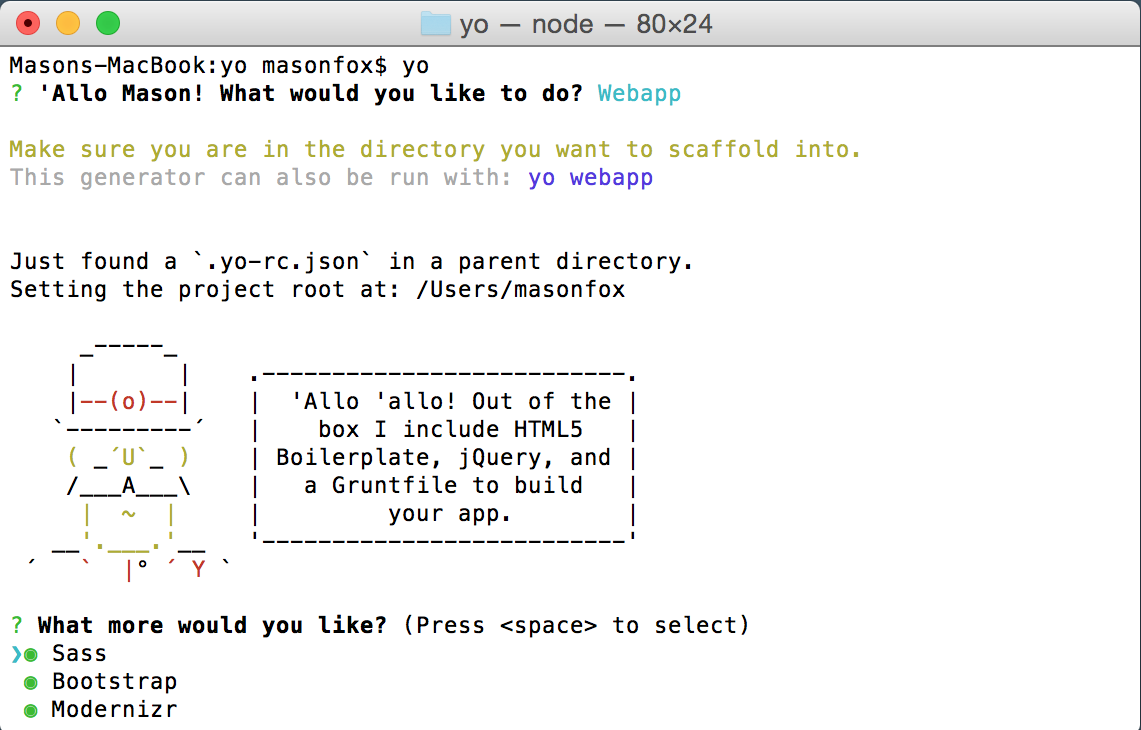 yo — node — 80×24
Masons-MacBook:yo masonfox$ yo
? 'Allo Mason! What would you like to do? Webapp
Make sure you are in the directory you want to scaffold into.
This generator can also be run with: yo webapp
Just found a `.yo-rc.json` in a parent directory.
Setting the project root at: /Users/masonfox
     _-----_
    |       |    .--------------------------.
    |--(o)--|    |  'Allo 'allo! Out of the |
   `---------´   |    box I include HTML5   |
    ( _´U`_ )    | Boilerplate, jQuery, and |
    /___A___\    |   a Gruntfile to build   |
     |  ~  |     |         your app.        |
   __'.___.'__   '--------------------------'
 ´   `  |° ´ Y `
? What more would you like? (Press <space> to select)
❯◉ Sass
 ◉ Bootstrap
 ◉ Modernizr